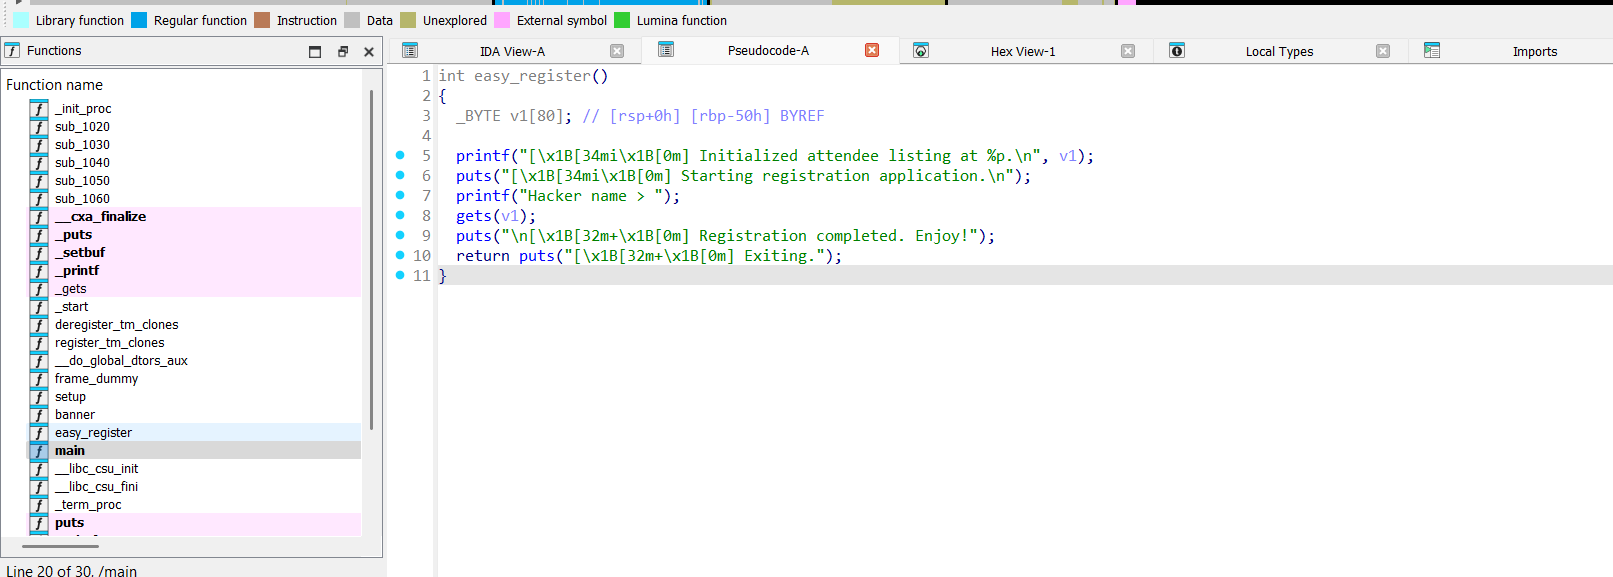 Library function Regular function Instruction Data Unexplored External symbol Lumina function
Functions
IDA View-A Pseudocode-A Hex View-1 Local Types Imports
Function name
_init_proc
sub_1020
sub_1030
sub_1040
sub_1050
sub_1060
__cxa_finalize
_puts
_setbuf
_printf
_gets
_start
deregister_tm_clones
register_tm_clones
__do_global_dtors_aux
frame_dummy
setup
banner
easy_register
main
__libc_csu_init
__libc_csu_fini
_term_proc
puts
Line 20 of 30, /main
1 int easy_register()
2 {
3 _BYTE v1[80]; // [rsp+0h] [rbp-50h] BYREF
4
5 printf("[\x1B[34mi\x1B[0m] Initialized attendee listing at %p.\n", v1);
6 puts("[\x1B[34mi\x1B[0m] Starting registration application.\n");
7 printf("Hacker name > ");
8 gets(v1);
9 puts("\n[\x1B[32m+\x1B[0m] Registration completed. Enjoy!");
10 return puts("[\x1B[32m+\x1B[0m] Exiting.");
11 }